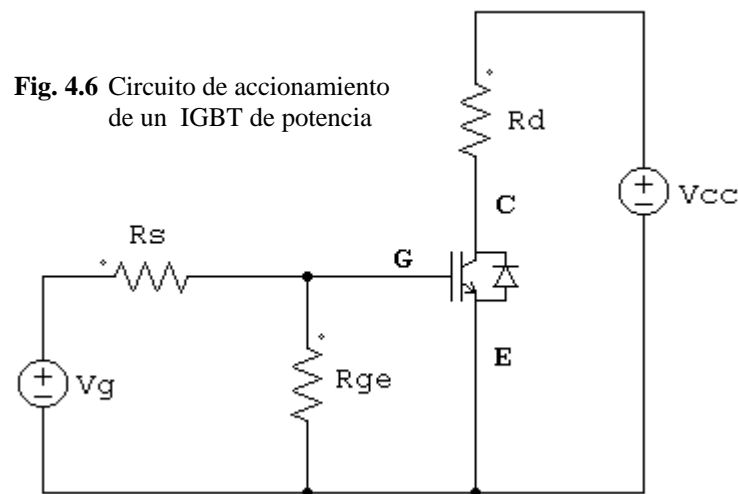 Fig. 4.6 Circuito de accionamiento
de un IGBT de potencia
Rd
Vcc
C
Rs
G
E
Vg
Rge